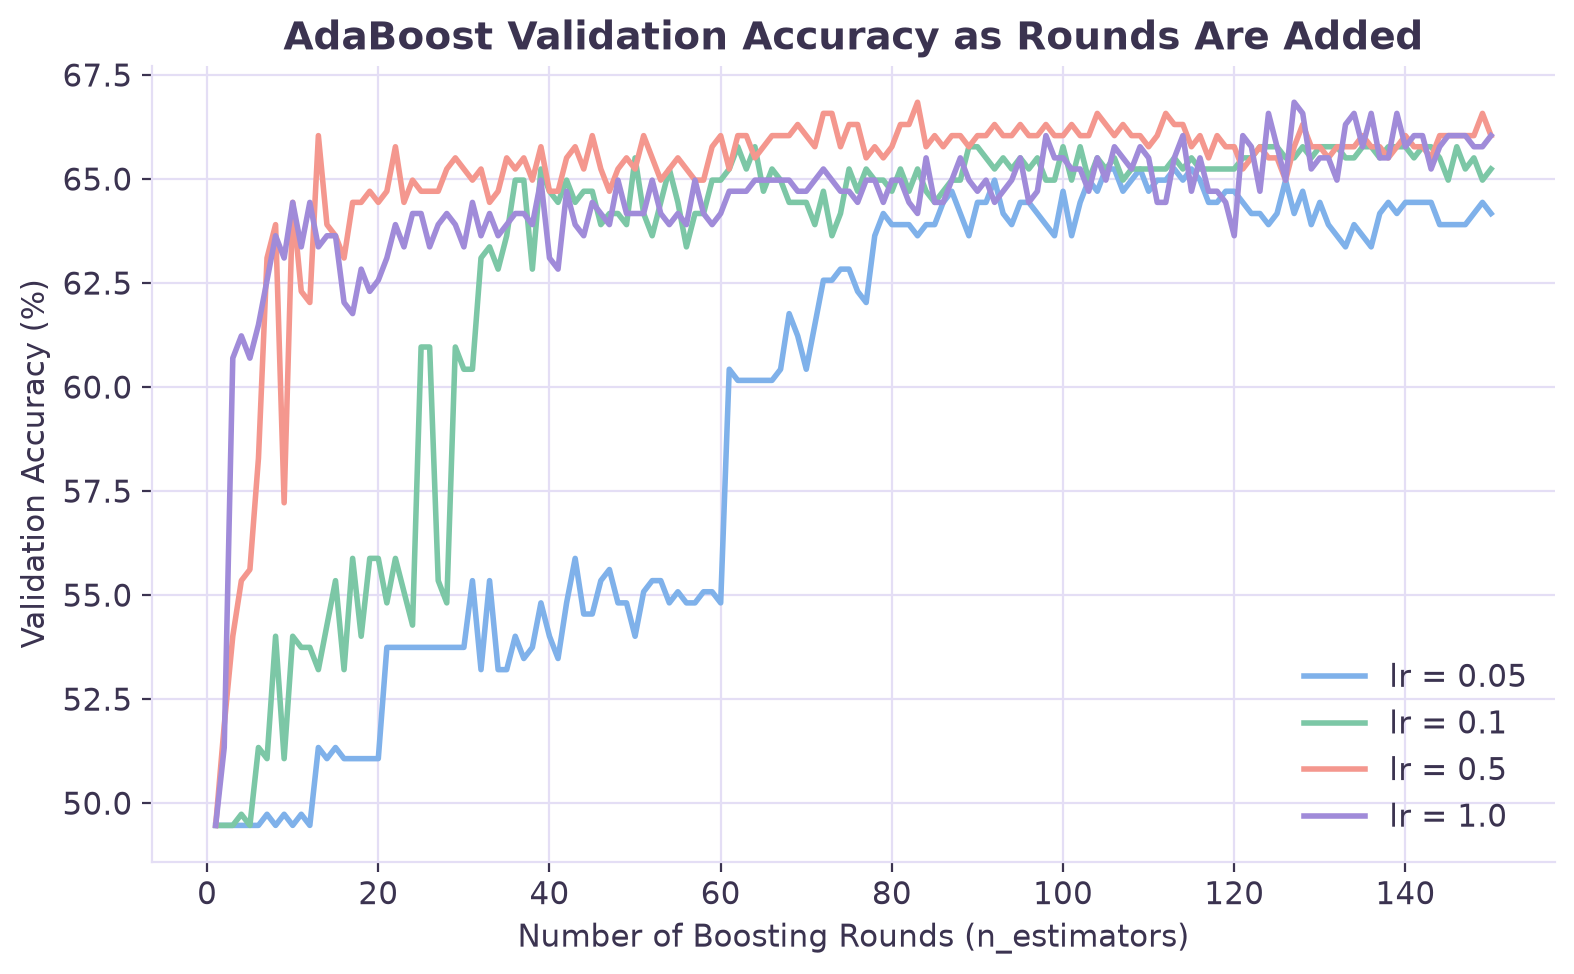 AdaBoost Validation Accuracy as Rounds Are Added
67.5
65.0
62.5
60.0
57.5
55.0
52.5
50.0
Validation Accuracy (%)
lr = 0.05
lr = 0.1
lr = 0.5
lr = 1.0
0 20 40 60 80 100 120 140
Number of Boosting Rounds (n_estimators)